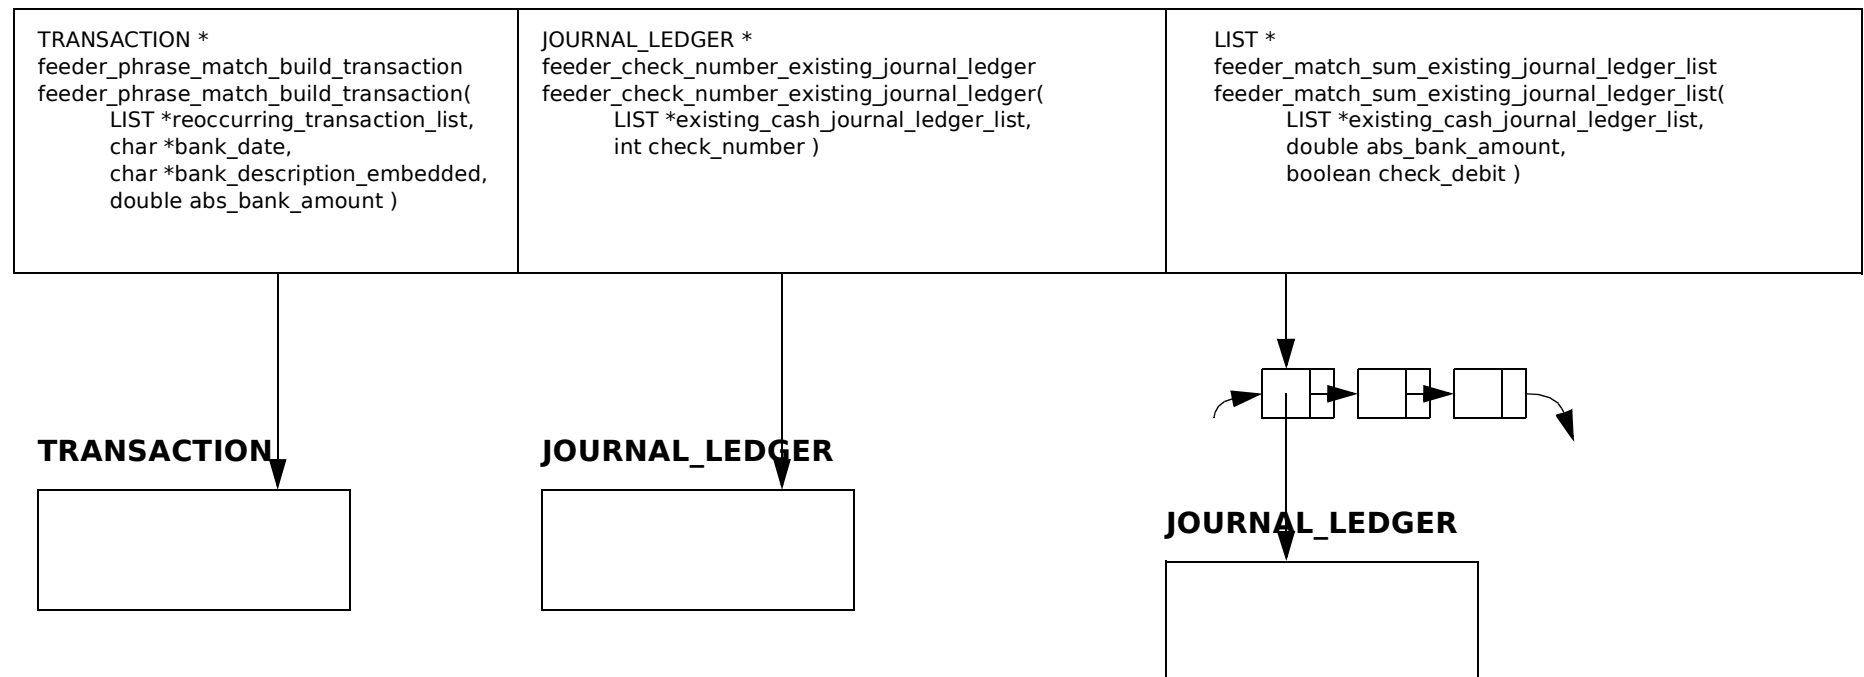 TRANSACTION *
feeder_phrase_match_build_transaction
feeder_phrase_match_build_transaction(
LIST *reoccurring_transaction_list,
char *bank_date,
char *bank_description_embedded,
double abs_bank_amount )
JOURNAL_LEDGER *
feeder_check_number_existing_journal_ledger
feeder_check_number_existing_journal_ledger(
LIST *existing_cash_journal_ledger_list,
int check_number )
LIST *
feeder_match_sum_existing_journal_ledger_list
feeder_match_sum_existing_journal_ledger_list(
LIST *existing_cash_journal_ledger_list,
double abs_bank_amount,
boolean check_debit )
TRANSACTION
JOURNAL_LEDGER
JOURNAL_LEDGER